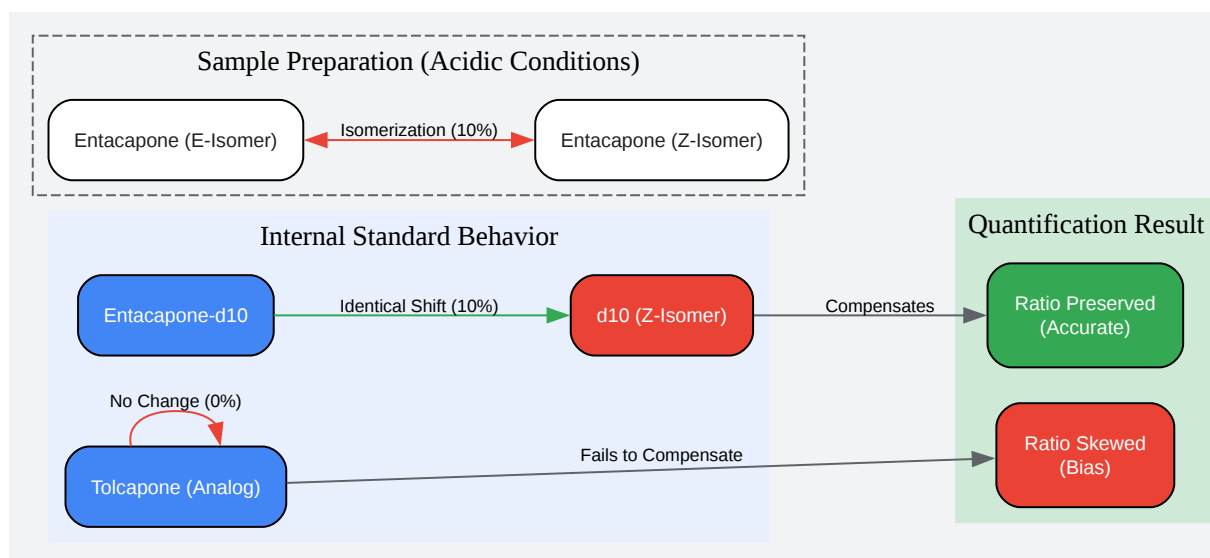 Sample Preparation (Acidic Conditions)
Entacapone (E-Isomer)
Isomerization (10%)
Entacapone (Z-Isomer)
Internal Standard Behavior
Quantification Result
Entacapone-d10
Identical Shift (10%)
d10 (Z-Isomer)
Compensates
Ratio Preserved
(Accurate)
No Change (0%)
Tolcapone (Analog)
Fails to Compensate
Ratio Skewed
(Bias)